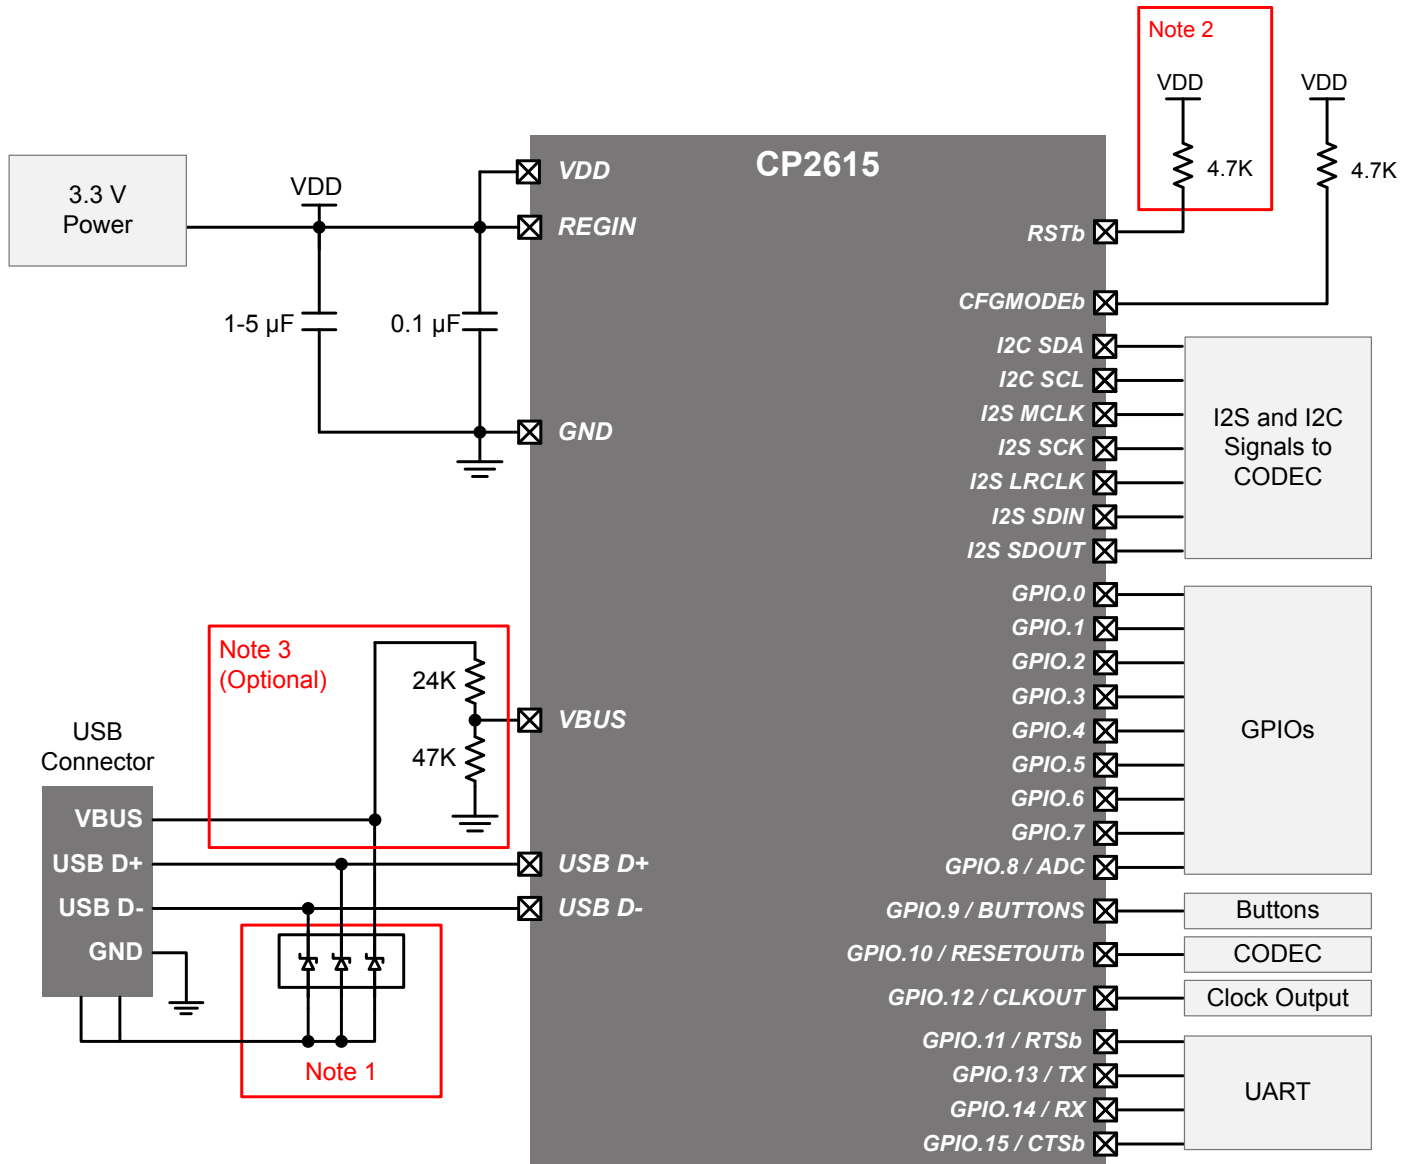 Note 2
VDD
VDD
4.7K
4.7K
CP2615
3.3 V
Power
VDD
VDD
REGIN
1-5 µF
0.1 µF
GND
RSTb
CFGMODEb
I2C SDA
I2C SCL
I2S MCLK
I2S SCK
I2S LRCLK
I2S SDIN
I2S SDOUT
I2S and I2C
Signals to
CODEC
GPIO.0
GPIO.1
GPIO.2
GPIO.3
GPIO.4
GPIO.5
GPIO.6
GPIO.7
GPIO.8 / ADC
GPIOs
Note 3
(Optional)
24K
47K
VBUS
USB
Connector
VBUS
USB D+
USB D-
GND
USB D+
USB D-
Note 1
GPIO.9 / BUTTONS
Buttons
GPIO.10 / RESETOUTb
CODEC
GPIO.12 / CLKOUT
Clock Output
GPIO.11 / RTSb
GPIO.13 / TX
GPIO.14 / RX
GPIO.15 / CTSb
UART